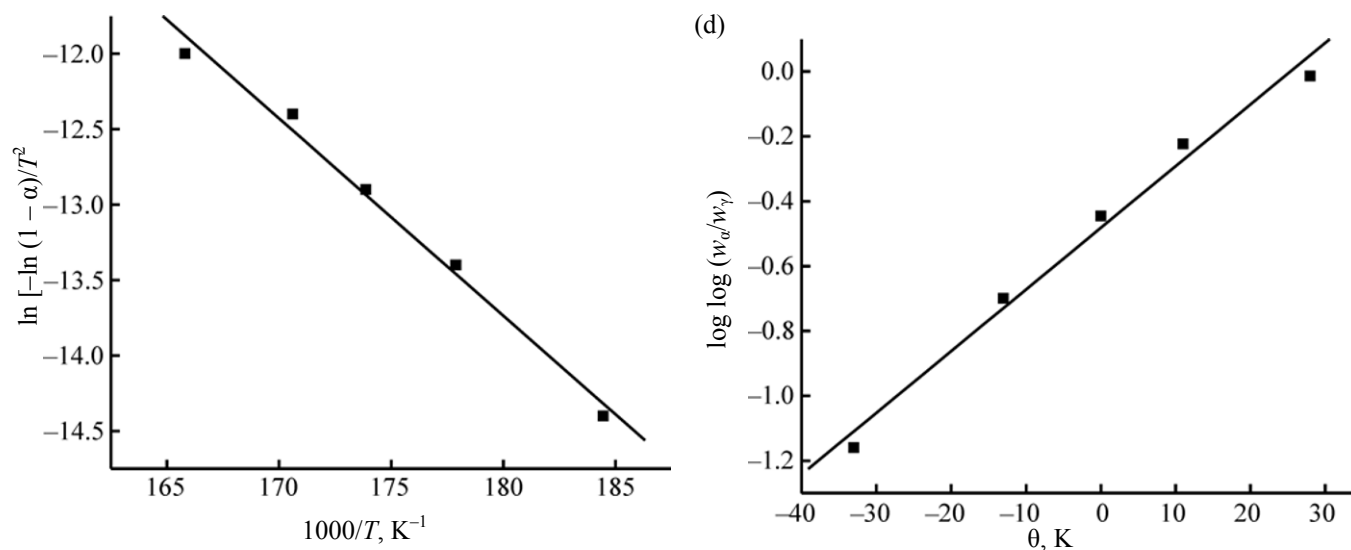 −12.0
−12.5
−13.0
−13.5
−14.0
−14.5
ln [−ln (1 − α)/T²
165 170 175 180 185
1000/T, K⁻¹
(d)
0.0
−0.2
−0.4
−0.6
−0.8
−1.0
−1.2
log log (wα/wγ)
−40 −30 −20 −10 0 10 20 30
θ, K